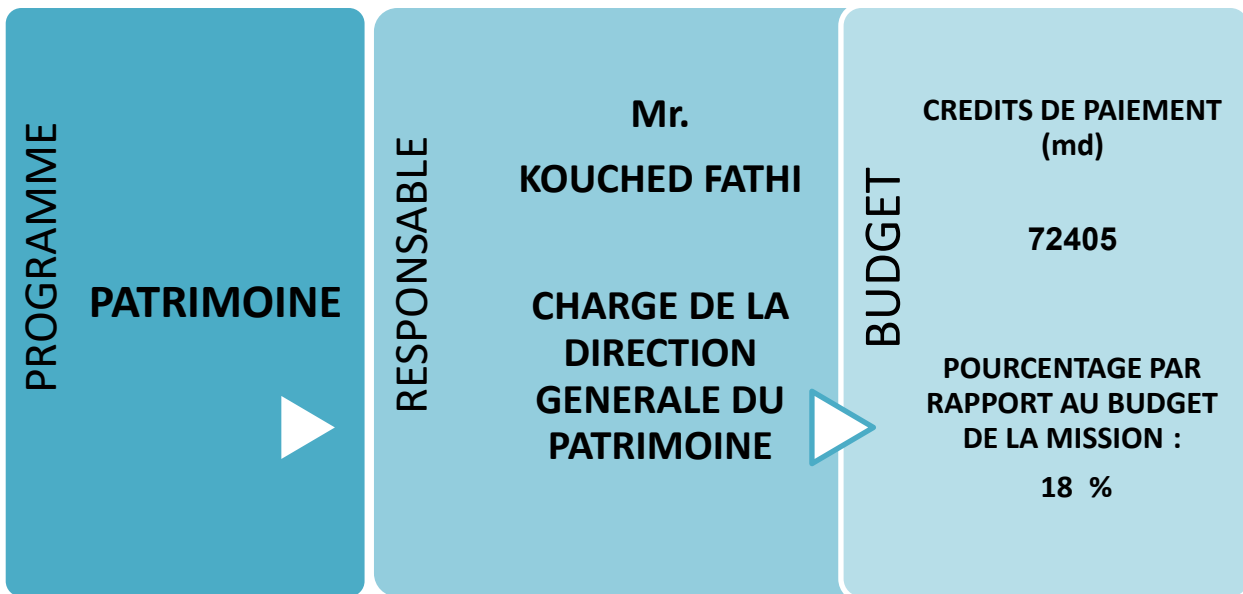 PROGRAMME
PATRIMOINE
RESPONSABLE
Mr.
KOUCHED FATHI
CHARGE DE LA
DIRECTION
GENERALE DU
PATRIMOINE
BUDGET
CREDITS DE PAIEMENT
(md)
72405
POURCENTAGE PAR
RAPPORT AU BUDGET
DE LA MISSION :
18 %